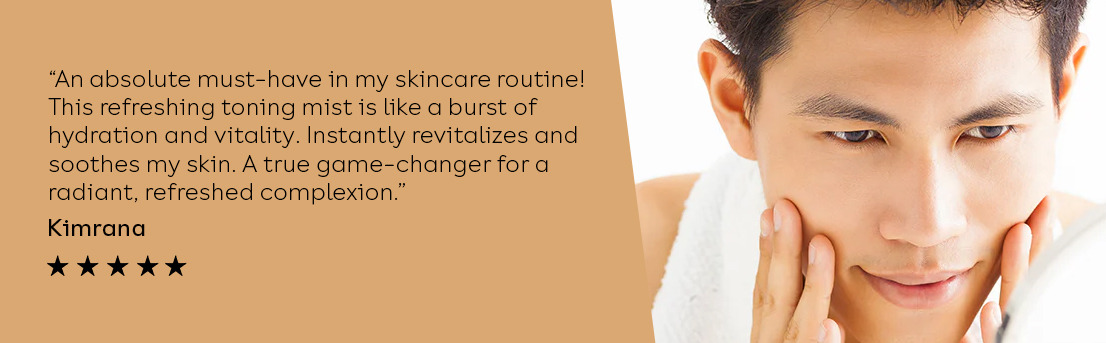 “An absolute must-have in my skincare routine!
This refreshing toning mist is like a burst of
hydration and vitality. Instantly revitalizes and
soothes my skin. A true game-changer for a
radiant, refreshed complexion.”
Kimrana
★ ★ ★ ★ ★